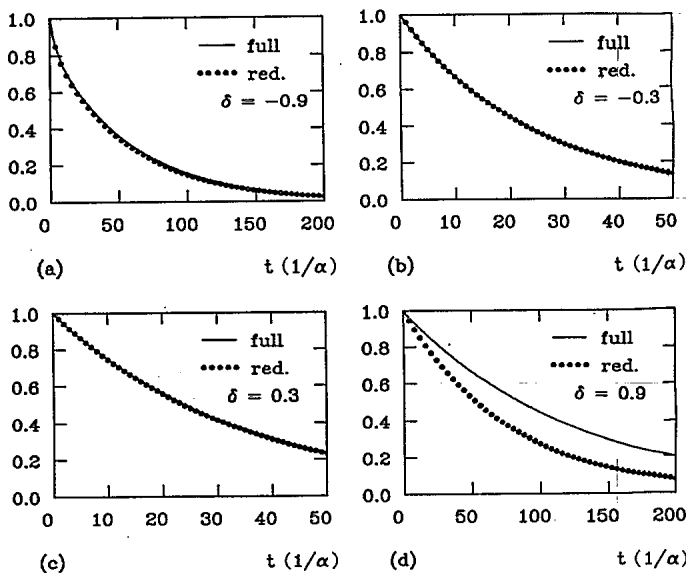 1.0
0.8
0.6
0.4
0.2
0.0
full
red.
δ = −0.9
0 50 100 150 200
(a) t (1/α)
1.0
0.8
0.6
0.4
0.2
0.0
full
red.
δ = −0.3
0 10 20 30 40 50
(b) t (1/α)
1.0
0.8
0.6
0.4
0.2
0.0
full
red.
δ = 0.3
0 10 20 30 40 50
(c) t (1/α)
1.0
0.8
0.6
0.4
0.2
0.0
full
red.
δ = 0.9
0 50 100 150 200
(d) t (1/α)